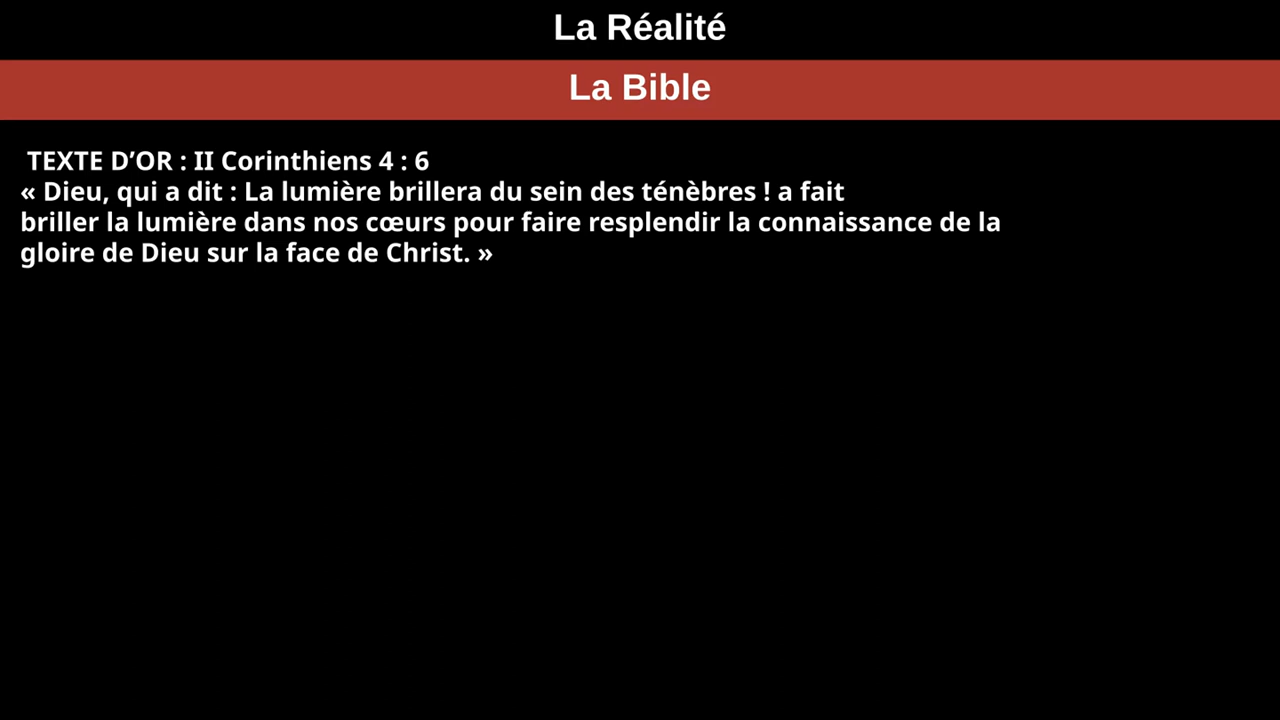 La Réalité
La Bible
TEXTE D’OR : II Corinthiens 4 : 6
« Dieu, qui a dit : La lumière brillera du sein des ténèbres ! a fait
briller la lumière dans nos cœurs pour faire resplendir la connaissance de la
gloire de Dieu sur la face de Christ. »